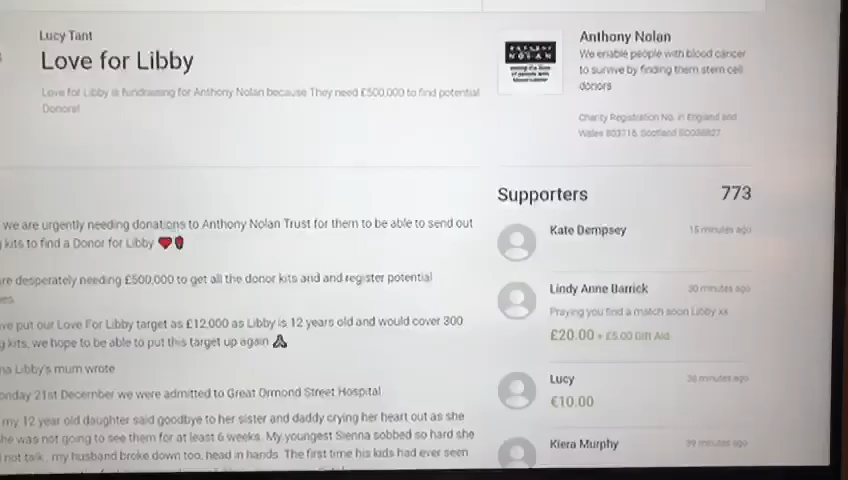 Lucy Tant
Love for Libby
Love for Libby is fundraising for Anthony Nolan because They need £500,000 to find potential
Donors!
we are urgently needing donations to Anthony Nolan Trust for them to be able to send out
kits to find a Donor for Libby ❤️🌹
re desperately needing £500,000 to get all the donor kits and and register potential
ve put our Love For Libby target as £12,000 as Libby is 12 years old and would cover 300
g kits, we hope to be able to put this target up again 🙏
na Libby's mum wrote
onday 21st December we were admitted to Great Ormond Street Hospital
my 12 year old daughter said goodbye to her sister and daddy crying her heart out as she
he was not going to see them for at least 6 weeks. My youngest Sienna sobbed so hard she
not talk , my husband broke down too, head in hands. The first time his kids had ever seen
NOLAN
Anthony Nolan
We enable people with blood cancer
to survive by finding them stem cell
donors
Charity Registration No. in England and
Wales 803716, Scotland SC038827
Supporters 773
Kate Dempsey 15 minutes ago
Lindy Anne Barrick 30 minutes ago
Praying you find a match soon Libby xx
£20.00 + £5.00 Gift Aid
Lucy 36 minutes ago
€10.00
Kiera Murphy 39 minutes ago